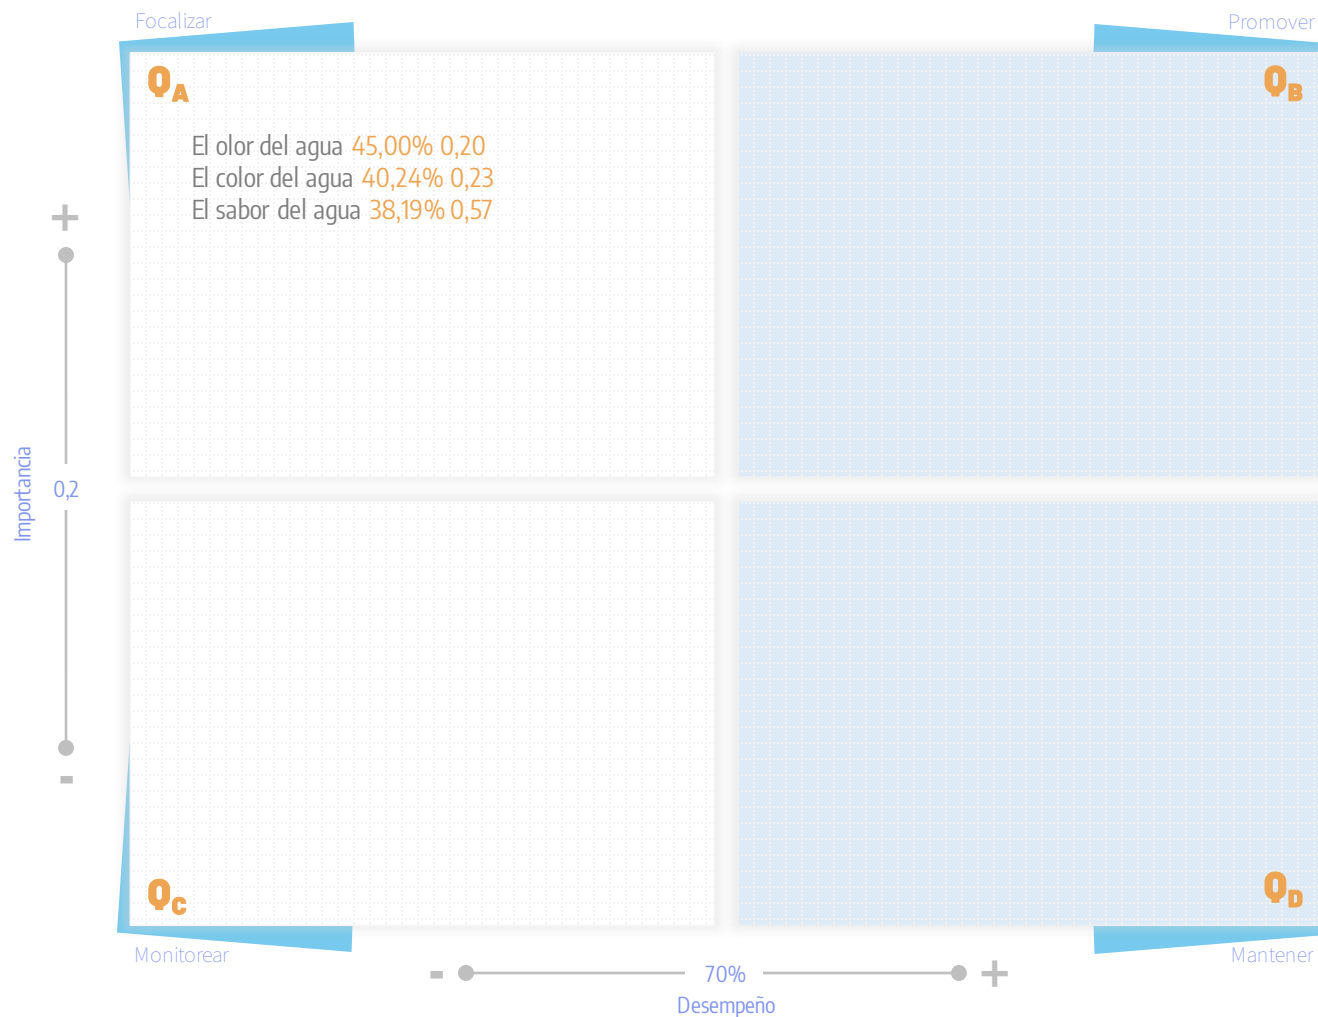 Focalizar
Promover
QA
QB
El olor del agua 45,00% 0,20
El color del agua 40,24% 0,23
El sabor del agua 38,19% 0,57
+
Importancia
0,2
-
QC
QD
Monitorear
Mantener
- 70% +
Desempeño